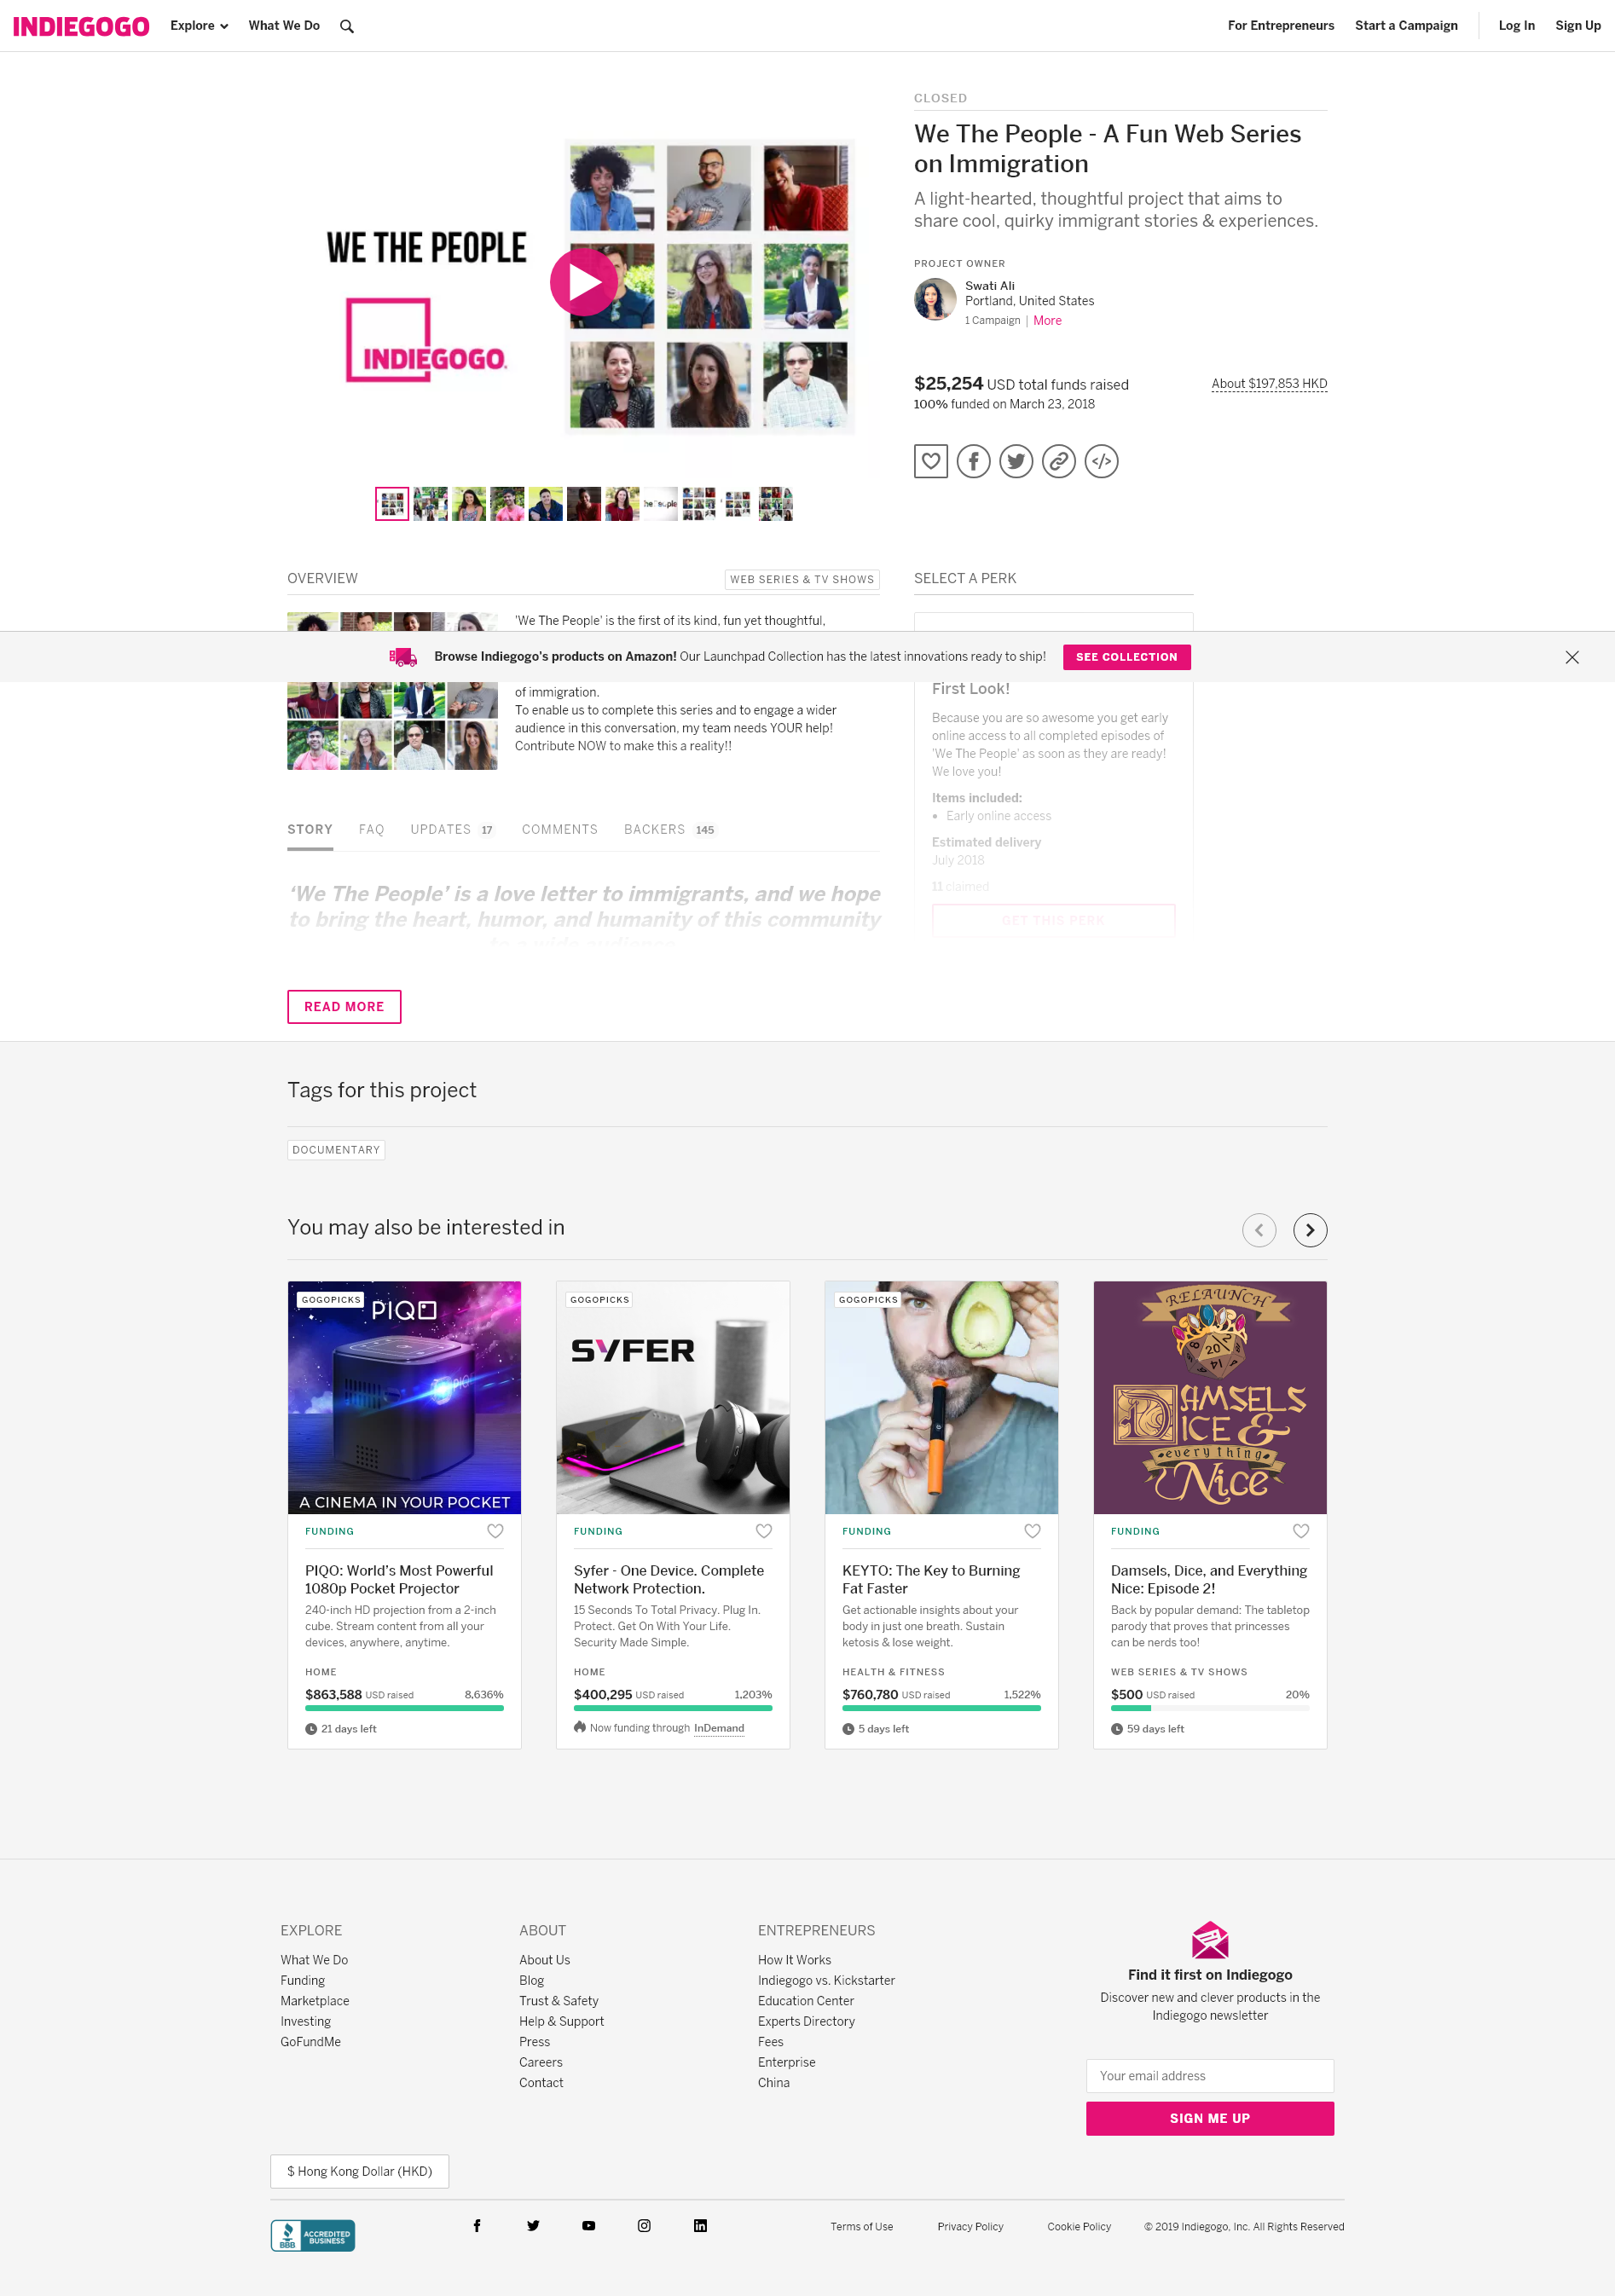 INDIEGOGO
Explore
What We Do
For Entrepreneurs
Start a Campaign
Log In
Sign Up
WE THE PEOPLE
INDIEGOGO
CLOSED
We The People - A Fun Web Series
on Immigration
A light-hearted, thoughtful project that aims to
share cool, quirky immigrant stories & experiences.
PROJECT OWNER
Swati Ali
Portland, United States
1 Campaign | More
$25,254 USD total funds raised
About $197,853 HKD
100% funded on March 23, 2018
OVERVIEW
WEB SERIES & TV SHOWS
'We The People' is the first of its kind, fun yet thoughtful,
SELECT A PERK
Browse Indiegogo's products on Amazon! Our Launchpad Collection has the latest innovations ready to ship!
SEE COLLECTION
of immigration.
To enable us to complete this series and to engage a wider
audience in this conversation, my team needs YOUR help!
Contribute NOW to make this a reality!!
First Look!
Because you are so awesome you get early
online access to all completed episodes of
'We The People' as soon as they are ready!
We love you!
Items included:
• Early online access
Estimated delivery
July 2018
11 claimed
GET THIS PERK
STORY
FAQ
UPDATES 17
COMMENTS
BACKERS 145
‘We The People’ is a love letter to immigrants, and we hope
to bring the heart, humor, and humanity of this community
to a wide audience
READ MORE
Tags for this project
DOCUMENTARY
You may also be interested in
GOGOPICKS
PIQO
PIQO
A CINEMA IN YOUR POCKET
FUNDING
PIQO: World’s Most Powerful
1080p Pocket Projector
240-inch HD projection from a 2-inch
cube. Stream content from all your
devices, anywhere, anytime.
HOME
$863,588 USD raised
8,636%
21 days left
GOGOPICKS
SYFER
FUNDING
Syfer - One Device. Complete
Network Protection.
15 Seconds To Total Privacy. Plug In.
Protect. Get On With Your Life.
Security Made Simple.
HOME
$400,295 USD raised
1,203%
Now funding through InDemand
GOGOPICKS
FUNDING
KEYTO: The Key to Burning
Fat Faster
Get actionable insights about your
body in just one breath. Sustain
ketosis & lose weight.
HEALTH & FITNESS
$760,780 USD raised
1,522%
5 days left
RELAUNCH
20
DAMSELS
DICE &
everything
Nice
FUNDING
Damsels, Dice, and Everything
Nice: Episode 2!
Back by popular demand: The tabletop
parody that proves that princesses
can be nerds too!
WEB SERIES & TV SHOWS
$500 USD raised
20%
59 days left
EXPLORE
What We Do
Funding
Marketplace
Investing
GoFundMe
ABOUT
About Us
Blog
Trust & Safety
Help & Support
Press
Careers
Contact
ENTREPRENEURS
How It Works
Indiegogo vs. Kickstarter
Education Center
Experts Directory
Fees
Enterprise
China
Find it first on Indiegogo
Discover new and clever products in the
Indiegogo newsletter
Your email address
SIGN ME UP
$ Hong Kong Dollar (HKD)
BBB
ACCREDITED
BUSINESS
Terms of Use
Privacy Policy
Cookie Policy
© 2019 Indiegogo, Inc. All Rights Reserved